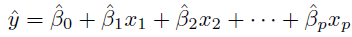 ŷ = β̂₀ + β̂₁x₁ + β̂₂x₂ + ⋯ + β̂ₚxₚ